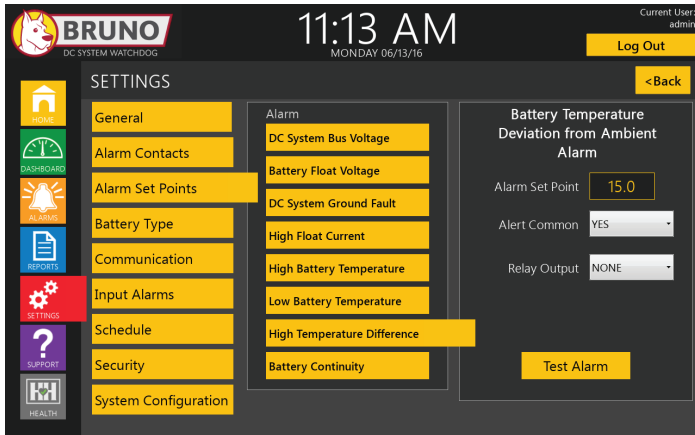 BRUNO
DC SYSTEM WATCHDOG
11:13 AM
MONDAY 06/13/16
Current User:
admin
Log Out
SETTINGS
<Back
HOME
DASHBOARD
ALARMS
REPORTS
SETTINGS
SUPPORT
HEALTH
General
Alarm Contacts
Alarm Set Points
Battery Type
Communication
Input Alarms
Schedule
Security
System Configuration
Alarm
DC System Bus Voltage
Battery Float Voltage
DC System Ground Fault
High Float Current
High Battery Temperature
Low Battery Temperature
High Temperature Difference
Battery Continuity
Battery Temperature
Deviation from Ambient
Alarm
Alarm Set Point 15.0
Alert Common YES
Relay Output NONE
Test Alarm